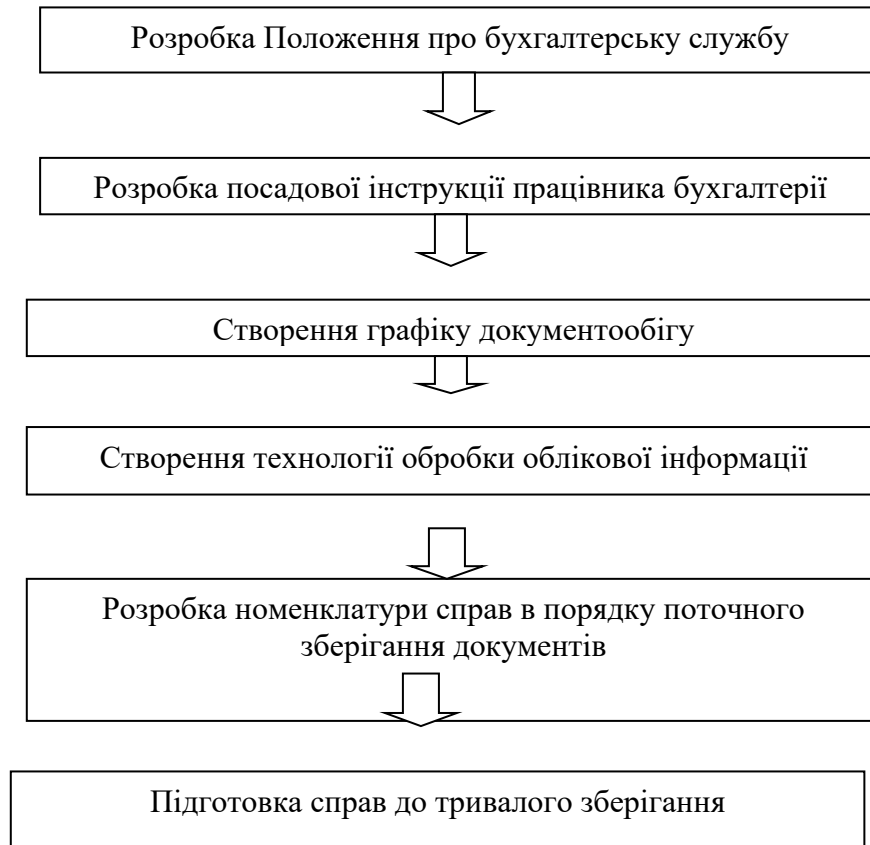 Розробка Положення про бухгалтерську службу
Розробка посадової інструкції працівника бухгалтерії
Створення графіку документообігу
Створення технології обробки облікової інформації
Розробка номенклатури справ в порядку поточного
зберігання документів
Підготовка справ до тривалого зберігання